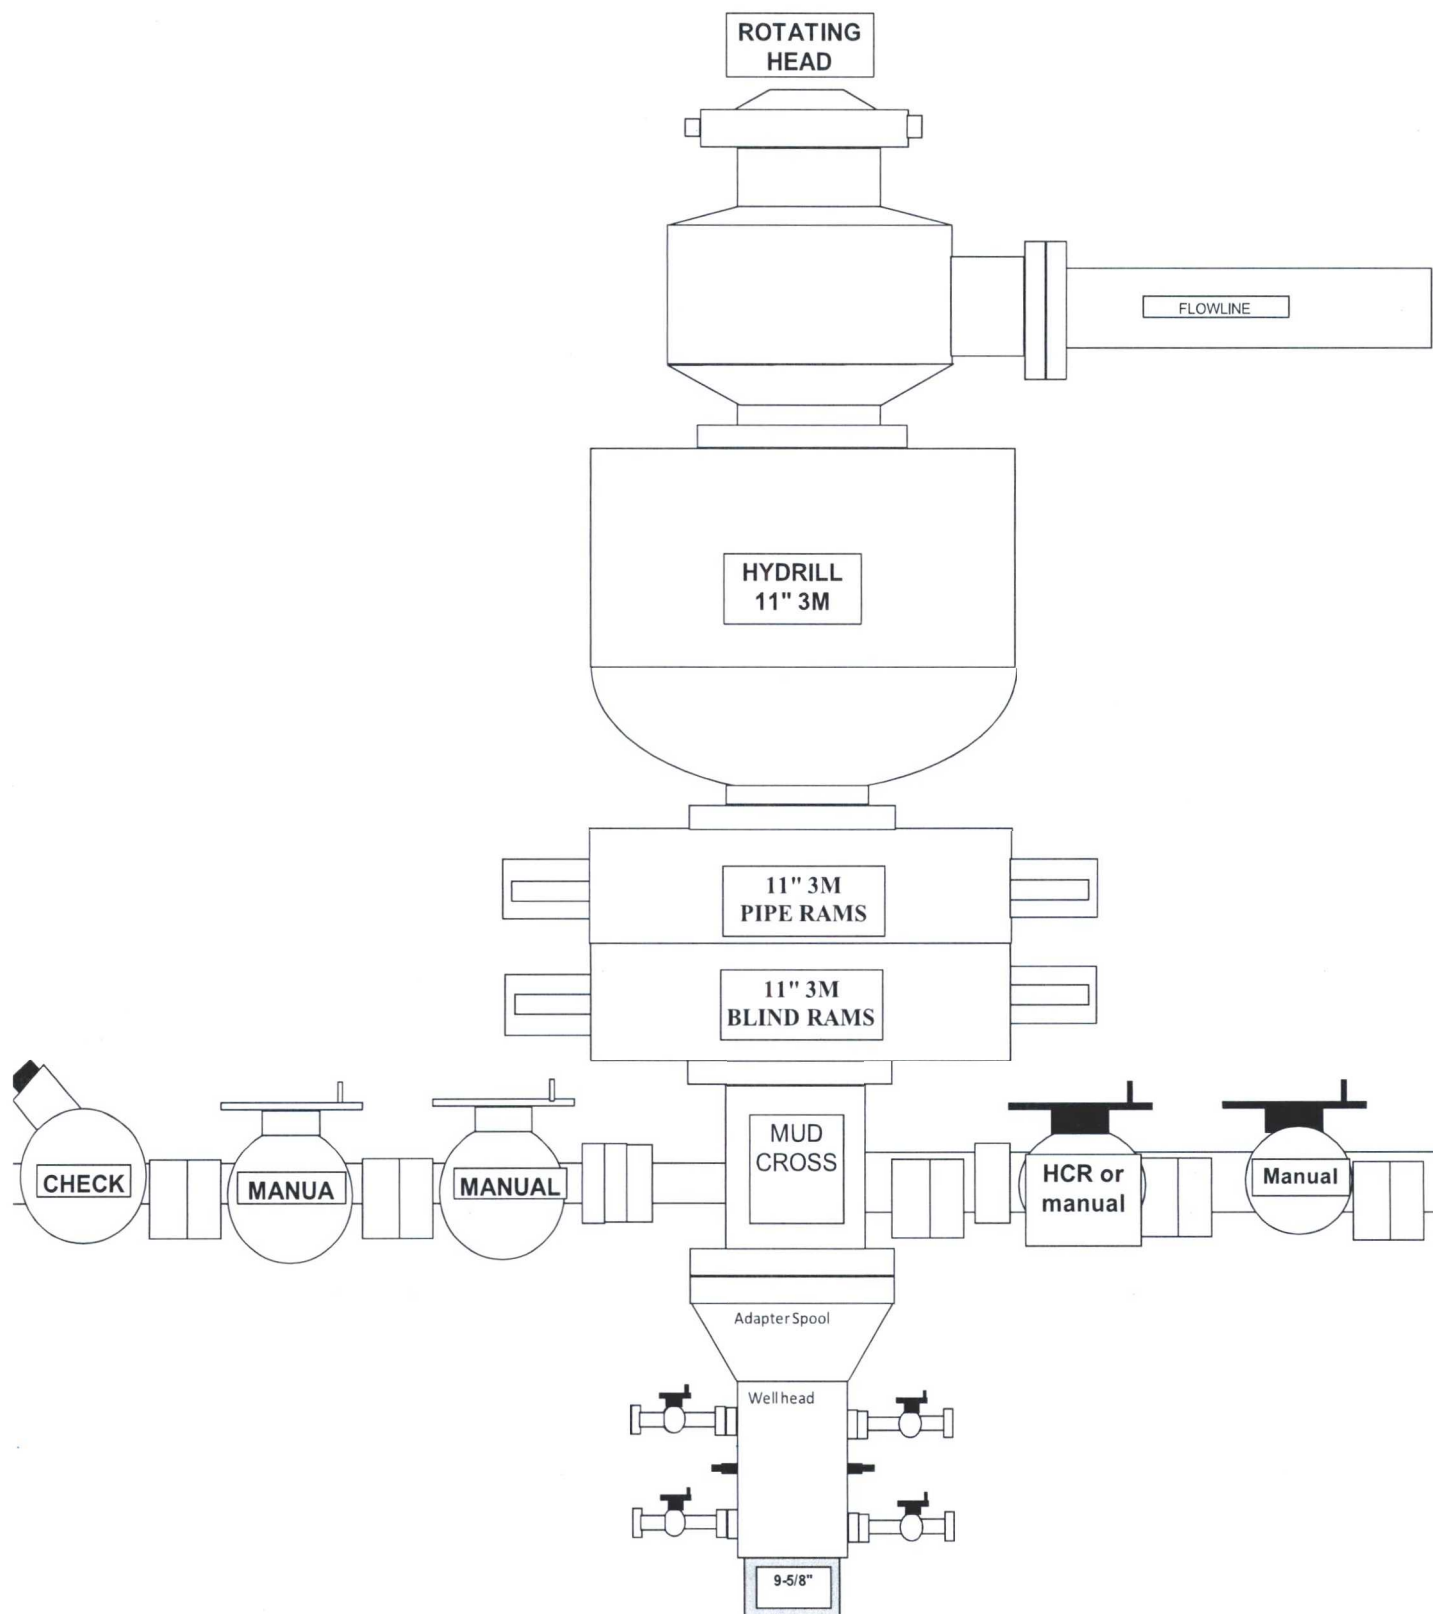 ROTATING
HEAD
FLOWLINE
HYDRILL
11" 3M
11" 3M
PIPE RAMS
11" 3M
BLIND RAMS
CHECK
MANUA
MANUAL
MUD
CROSS
HCR or
manual
Manual
Adapter Spool
Wellhead
9-5/8"